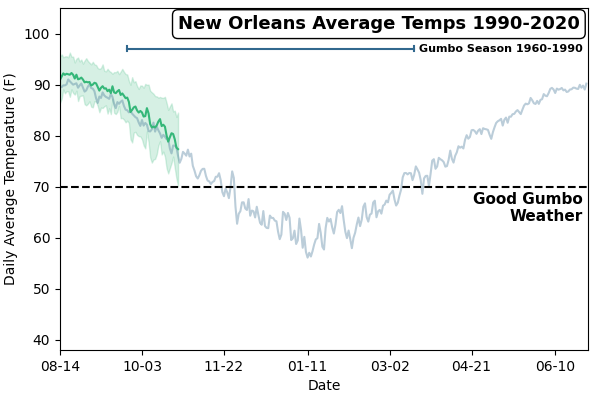 New Orleans Average Temps 1990-2020
Gumbo Season 1960-1990
Good Gumbo
Weather
Daily Average Temperature (F)
100
90
80
70
60
50
40
08-14
10-03
11-22
01-11
03-02
04-21
06-10
Date